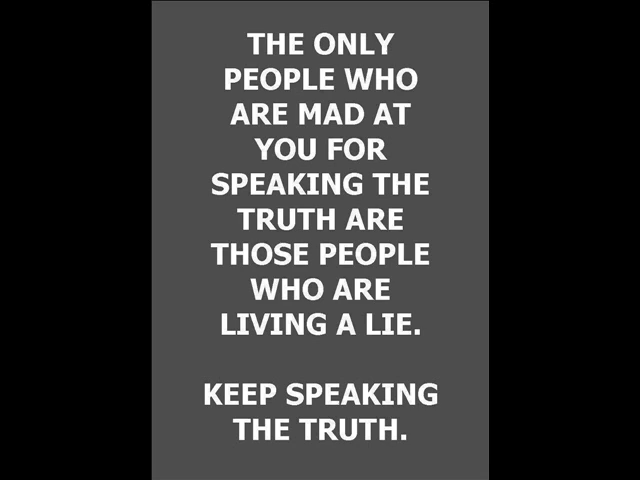 THE ONLY
PEOPLE WHO
ARE MAD AT
YOU FOR
SPEAKING THE
TRUTH ARE
THOSE PEOPLE
WHO ARE
LIVING A LIE.
KEEP SPEAKING
THE TRUTH.